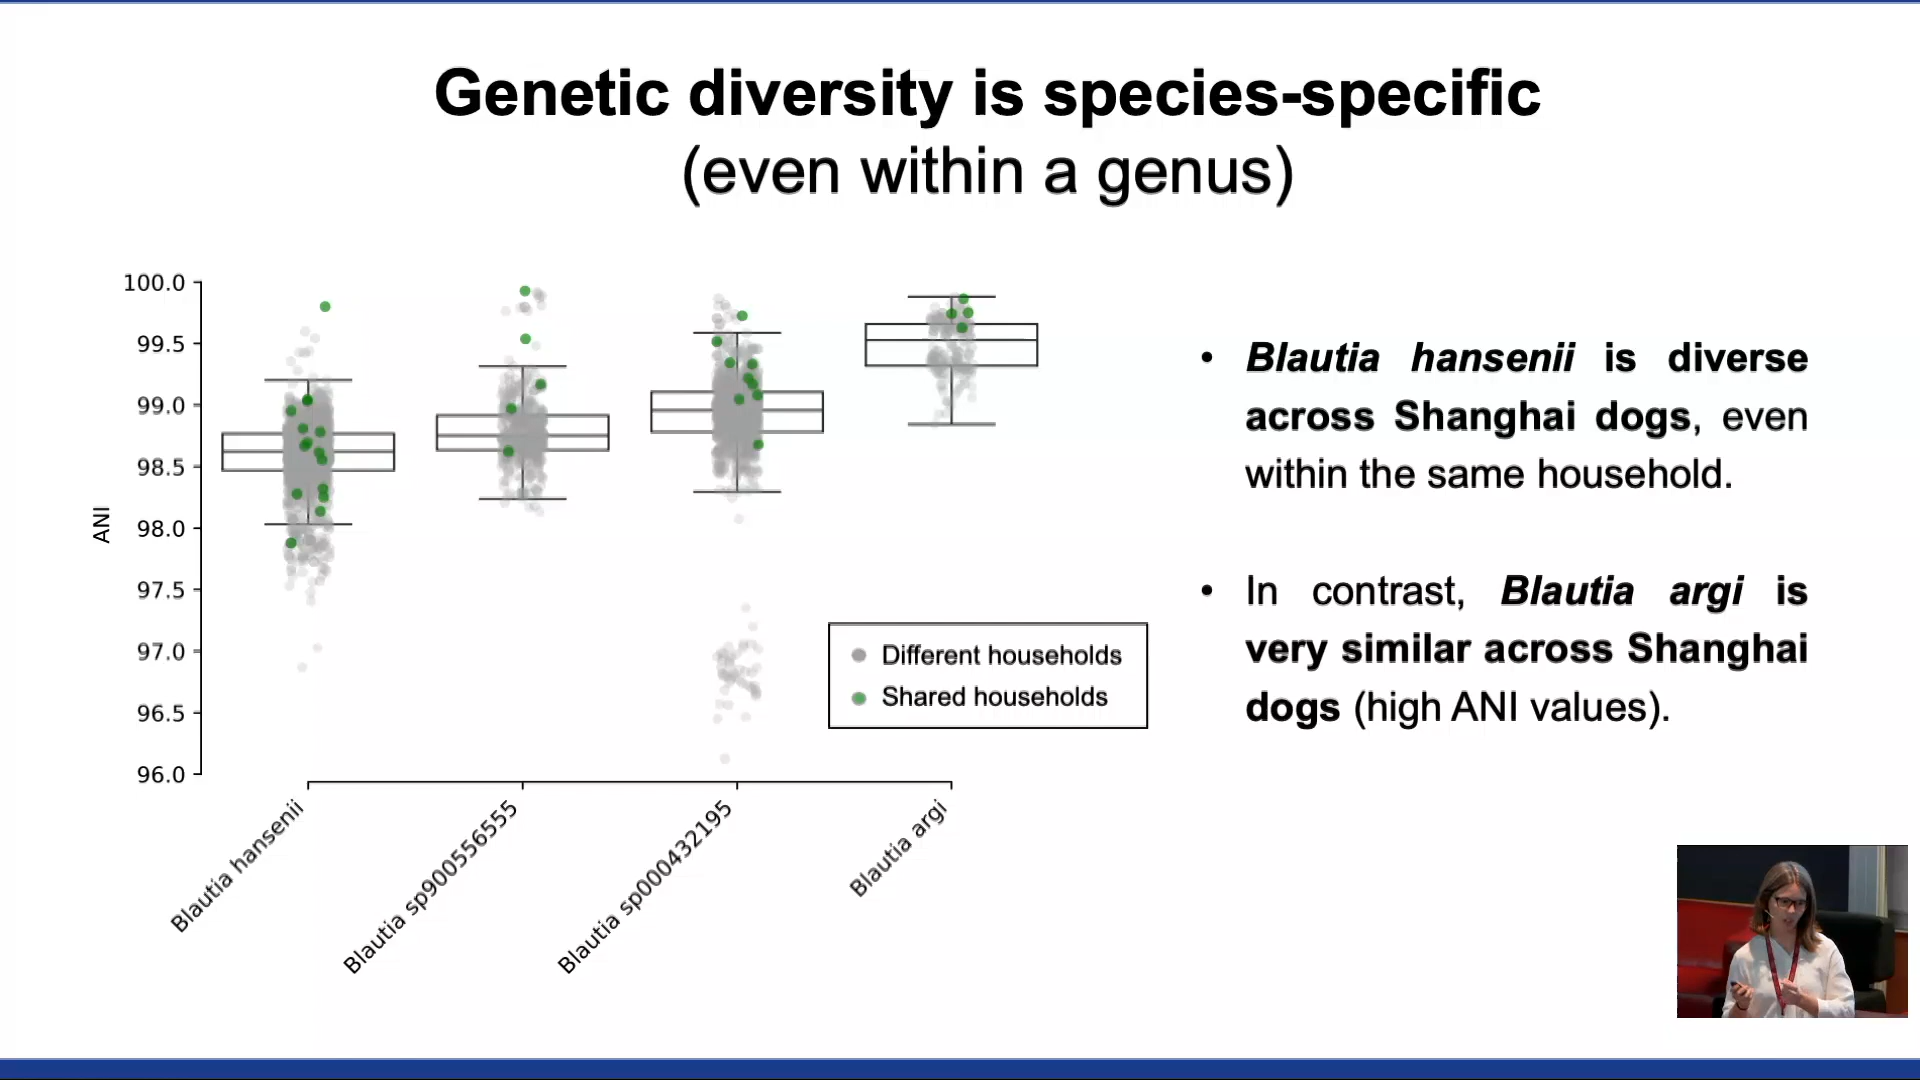 Genetic diversity is species-specific
(even within a genus)
100.0
99.5
99.0
98.5
98.0
97.5
97.0
96.5
96.0
ANI
Blautia hansenii
Blautia sp900556555
Blautia sp000432195
Blautia argi
Different households
Shared households
• Blautia hansenii is diverse
across Shanghai dogs, even
within the same household.
• In contrast, Blautia argi is
very similar across Shanghai
dogs (high ANI values).